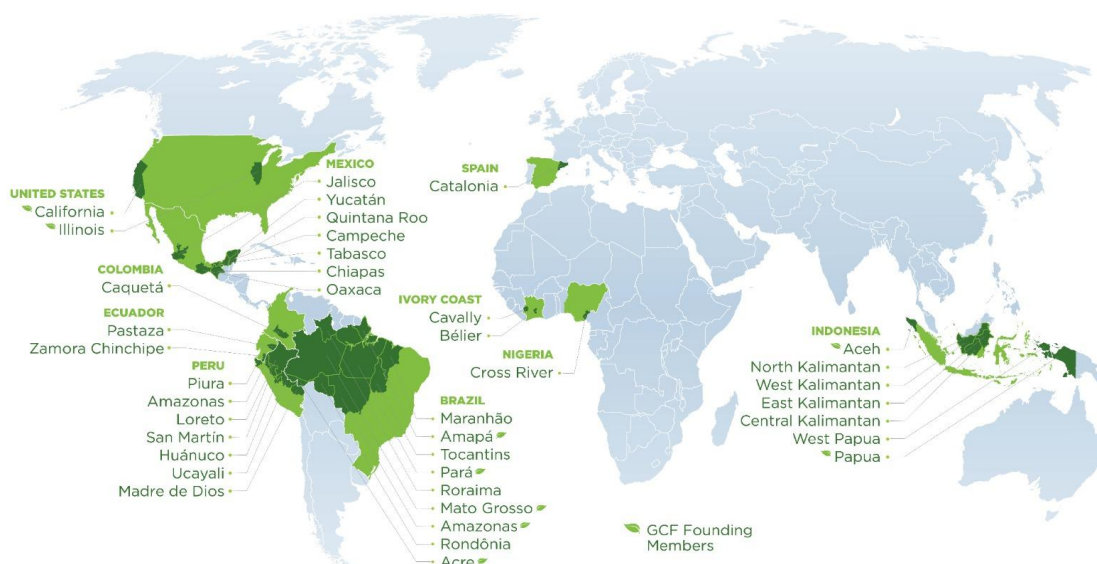 UNITED STATES
California
Illinois
MEXICO
Jalisco
Yucatán
Quintana Roo
Campeche
Tabasco
Chiapas
Oaxaca
COLOMBIA
Caquetá
ECUADOR
Pastaza
Zamora Chinchipe
PERU
Piura
Amazonas
Loreto
San Martín
Huánuco
Ucayali
Madre de Dios
BRAZIL
Maranhão
Amapá
Tocantins
Pará
Roraima
Mato Grosso
Amazonas
Rondônia
Acre
SPAIN
Catalonia
IVORY COAST
Cavally
Bélier
NIGERIA
Cross River
INDONESIA
Aceh
North Kalimantan
West Kalimantan
East Kalimantan
Central Kalimantan
West Papua
Papua
GCF Founding
Members